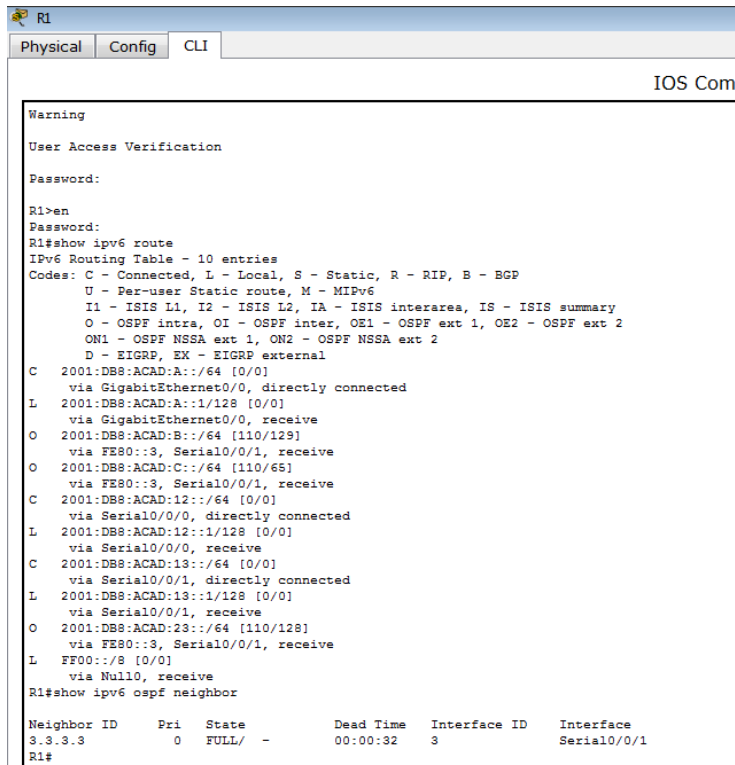 R1
Physical Config CLI
IOS Com
Warning
User Access Verification
Password:
R1>en
Password:
R1#show ipv6 route
IPv6 Routing Table - 10 entries
Codes: C - Connected, L - Local, S - Static, R - RIP, B - BGP
U - Per-user Static route, M - MIPv6
I1 - ISIS L1, I2 - ISIS L2, IA - ISIS interarea, IS - ISIS summary
O - OSPF intra, OI - OSPF inter, OE1 - OSPF ext 1, OE2 - OSPF ext 2
ON1 - OSPF NSSA ext 1, ON2 - OSPF NSSA ext 2
D - EIGRP, EX - EIGRP external
C 2001:DB8:ACAD:A::/64 [0/0]
via GigabitEthernet0/0, directly connected
L 2001:DB8:ACAD:A::1/128 [0/0]
via GigabitEthernet0/0, receive
O 2001:DB8:ACAD:B::/64 [110/129]
via FE80::3, Serial0/0/1, receive
O 2001:DB8:ACAD:C::/64 [110/65]
via FE80::3, Serial0/0/1, receive
C 2001:DB8:ACAD:12::/64 [0/0]
via Serial0/0/0, directly connected
L 2001:DB8:ACAD:12::1/128 [0/0]
via Serial0/0/0, receive
C 2001:DB8:ACAD:13::/64 [0/0]
via Serial0/0/1, directly connected
L 2001:DB8:ACAD:13::1/128 [0/0]
via Serial0/0/1, receive
O 2001:DB8:ACAD:23::/64 [110/128]
via FE80::3, Serial0/0/1, receive
L FF00::/8 [0/0]
via Null0, receive
R1#show ipv6 ospf neighbor
Neighbor ID Pri State Dead Time Interface ID Interface
3.3.3.3 0 FULL/ - 00:00:32 3 Serial0/0/1
R1#